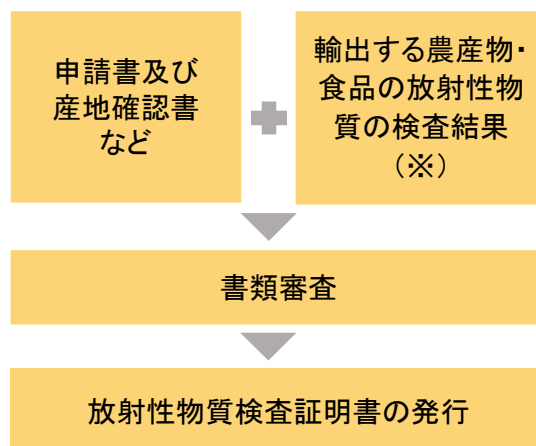 申請書及び
産地確認書
など
輸出する農産物・
食品の放射性物
質の検査結果
（※）
書類審査
放射性物質検査証明書の発行